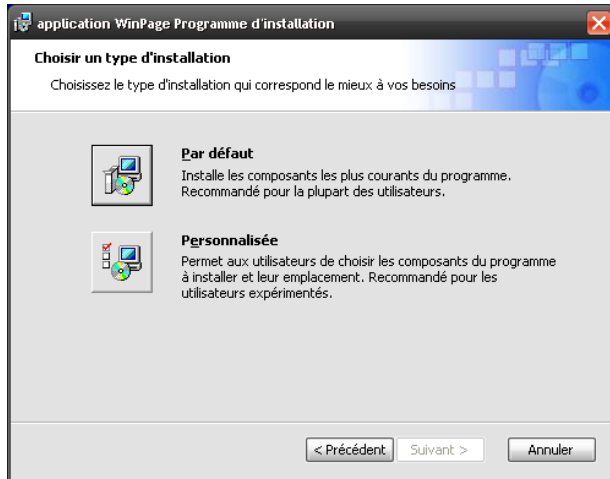 application WinPage Programme d'installation
Choisir un type d'installation
Choisissez le type d'installation qui correspond le mieux à vos besoins
Par défaut
Installe les composants les plus courants du programme.
Recommandé pour la plupart des utilisateurs.
Personnalisée
Permet aux utilisateurs de choisir les composants du programme
à installer et leur emplacement. Recommandé pour les
utilisateurs expérimentés.
< Précédent Suivant > Annuler